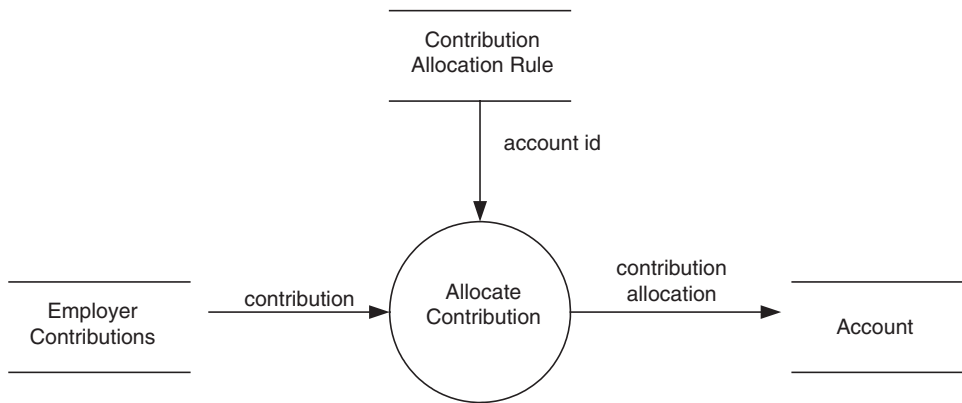 Contribution
Allocation Rule
account id
Employer
Contributions
contribution
Allocate
Contribution
contribution
allocation
Account